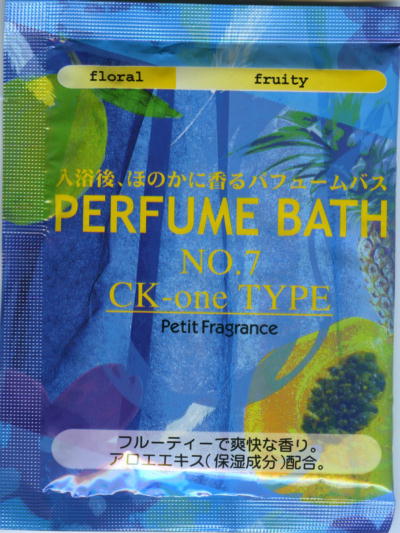 floral fruity
入浴後、ほのかに香るパフュームバス
PERFUME BATH
NO.7
CK-one TYPE
Petit Fragrance
フルーティーで爽快な香り。
アロエエキス(保湿成分)配合。